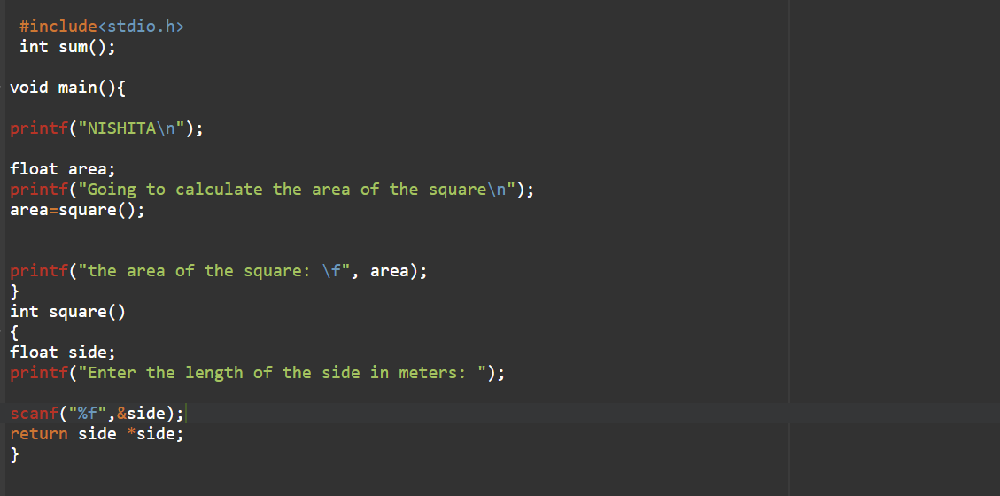 #include<stdio.h>
int sum();
void main(){
printf("NISHITA\n");
float area;
printf("Going to calculate the area of the square\n");
area=square();
printf("the area of the square: \f", area);
}
int square()
{
float side;
printf("Enter the length of the side in meters: ");
scanf("%f",&side);
return side *side;
}